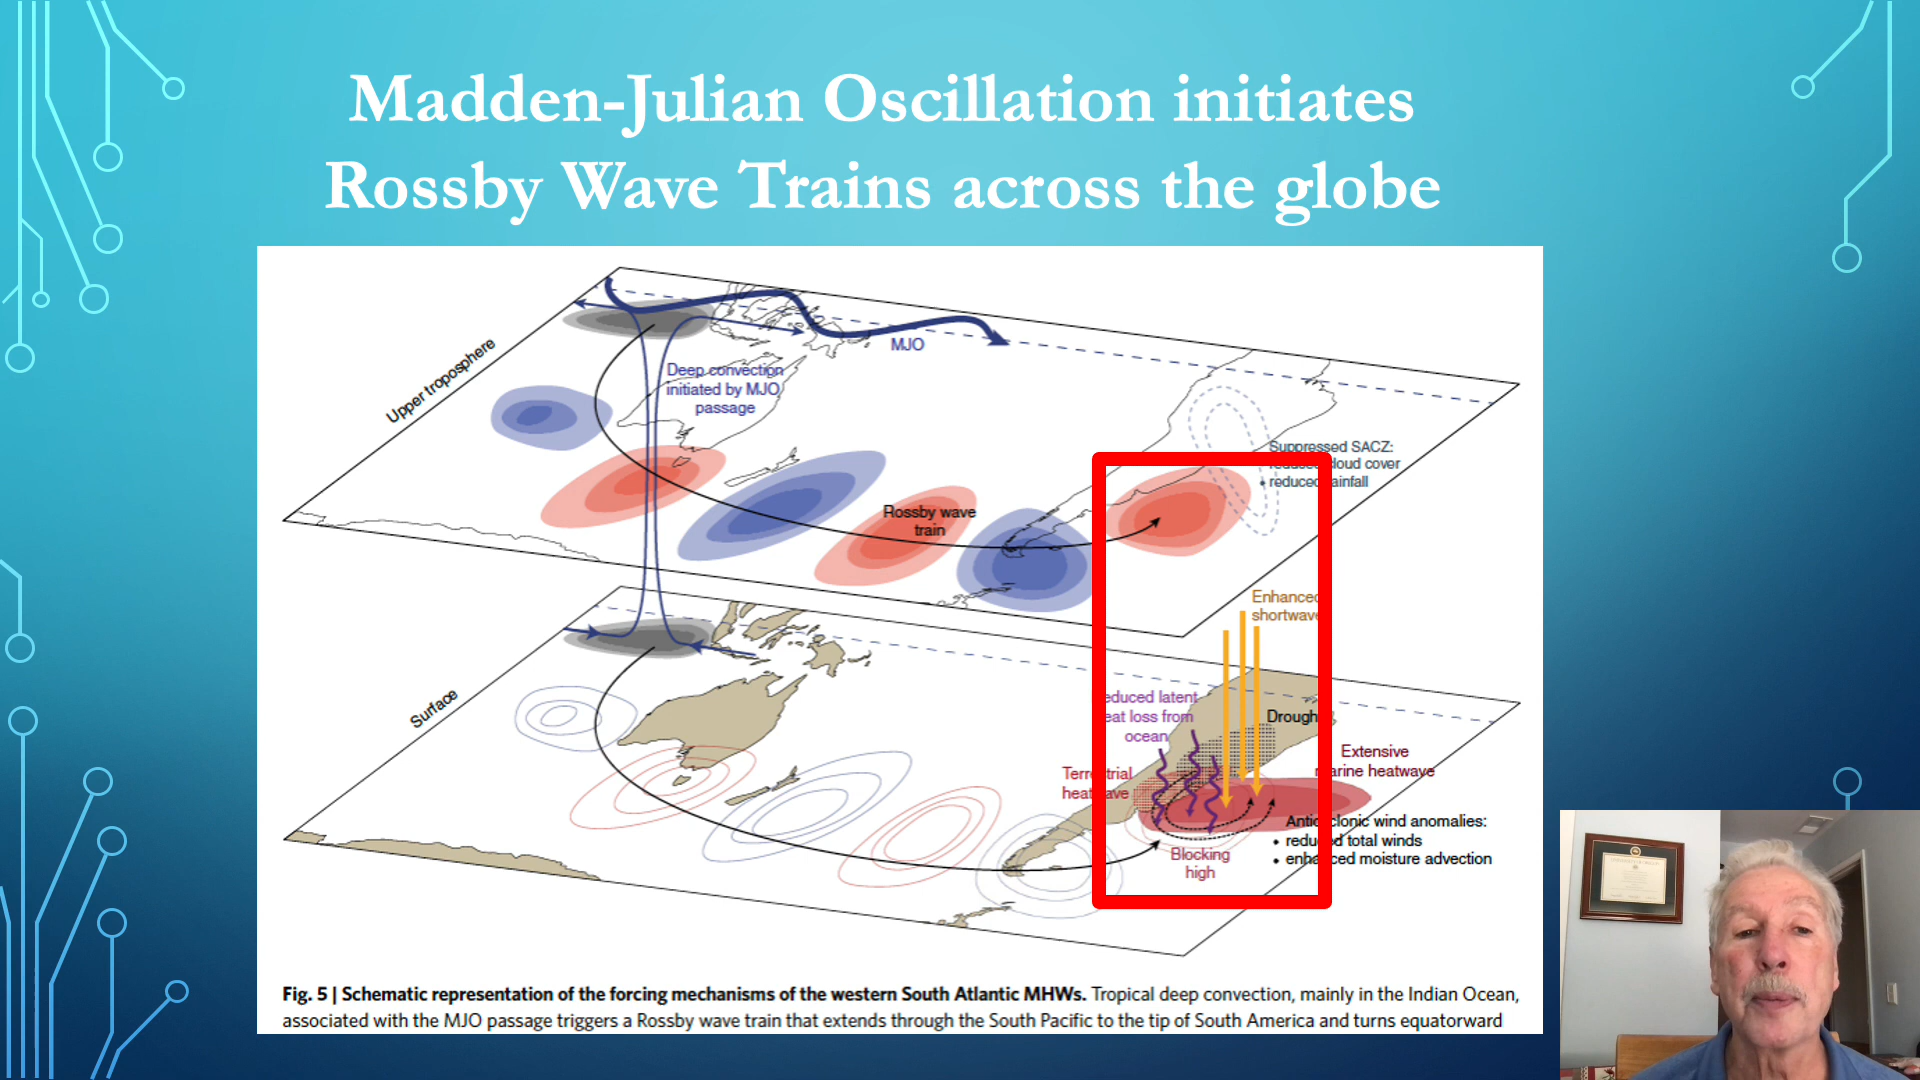 Madden-Julian Oscillation initiates
Rossby Wave Trains across the globe
Upper troposphere
MJO
Deep convection
initiated by MJO
passage
Suppressed SACZ:
cloud cover
• reduced rainfall
Rossby wave
train
Enhanced
shortwave
Surface
educed latent
eat loss from
ocean
Drough
Extensive
marine heatwave
Terrestrial
heatwave
Anticyclonic wind anomalies:
• reduced total winds
• enhanced moisture advection
Blocking
high
Fig. 5 | Schematic representation of the forcing mechanisms of the western South Atlantic MHWs. Tropical deep convection, mainly in the Indian Ocean,
associated with the MJO passage triggers a Rossby wave train that extends through the South Pacific to the tip of South America and turns equatorward